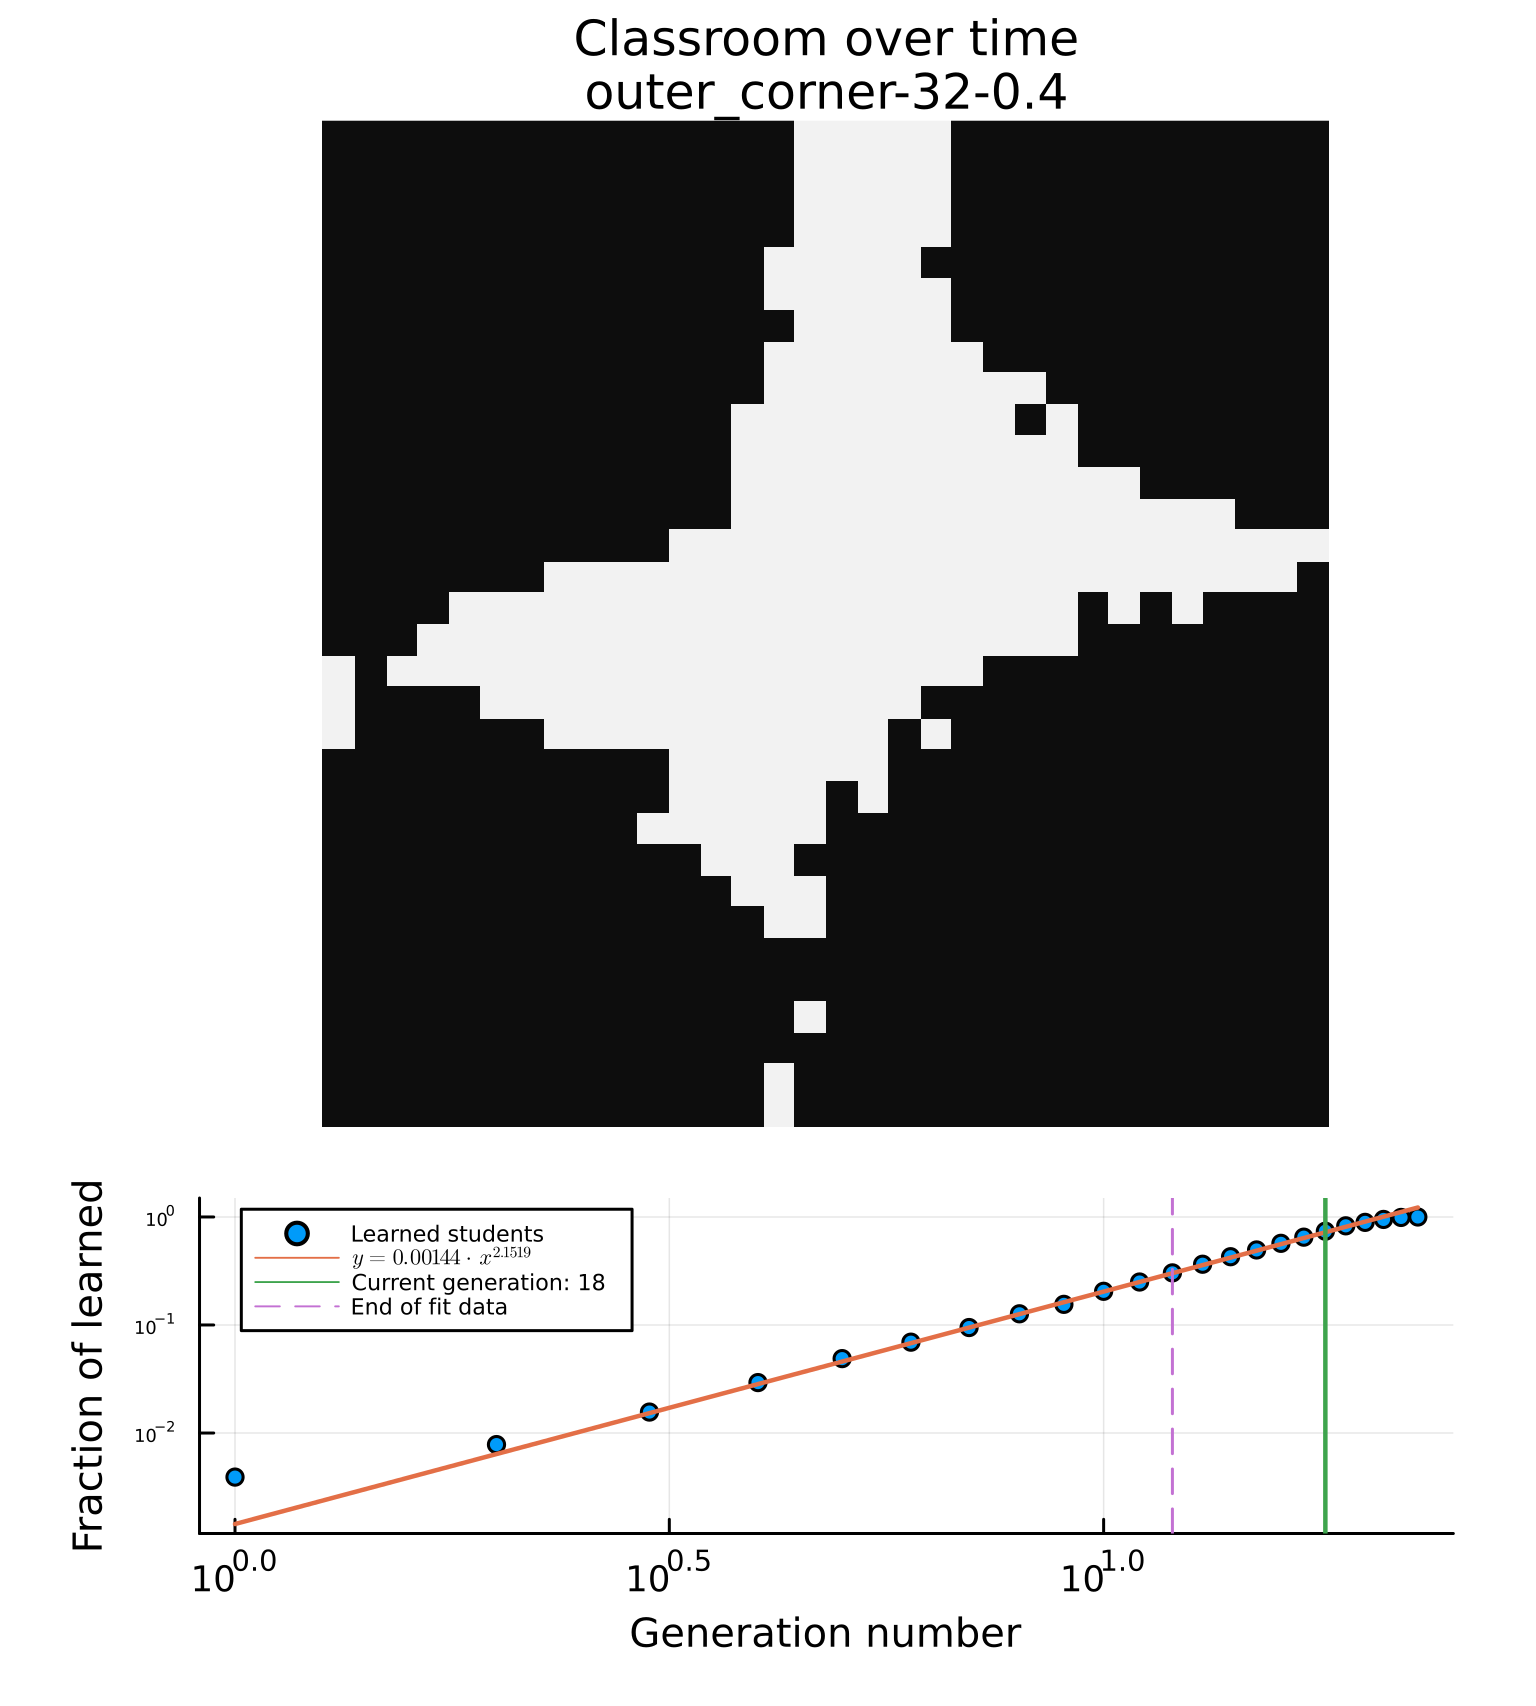 Classroom over time
outer_corner-32-0.4
Fraction of learned
10⁰
10⁻¹
10⁻²
Learned students
y = 0.00144 · x^2.1519
Current generation: 18
End of fit data
10^0.0
10^0.5
10^1.0
Generation number